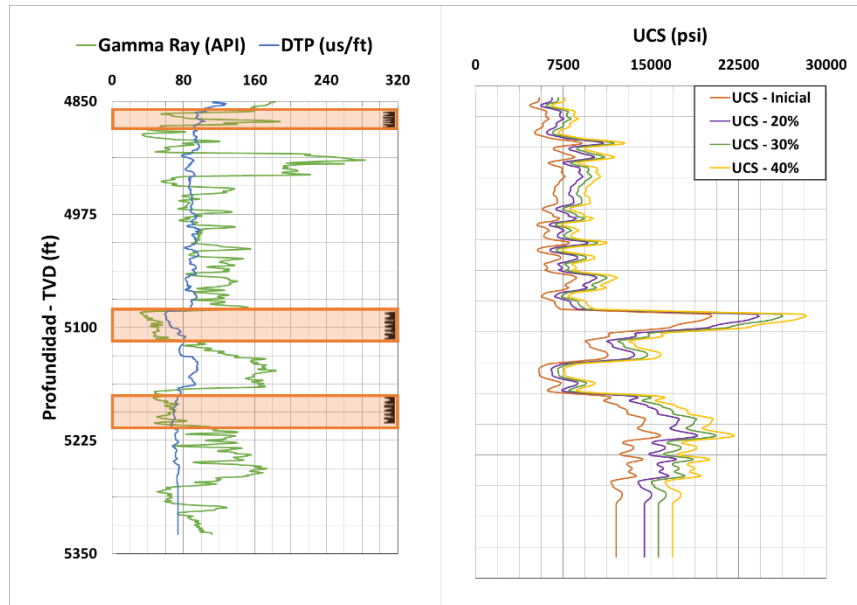 Gamma Ray (API) DTP (us/ft)
0 80 160 240 320
Profundidad - TVD (ft)
4850
4975
5100
5225
5350
UCS (psi)
0 7500 15000 22500 30000
UCS - Inicial
UCS - 20%
UCS - 30%
UCS - 40%